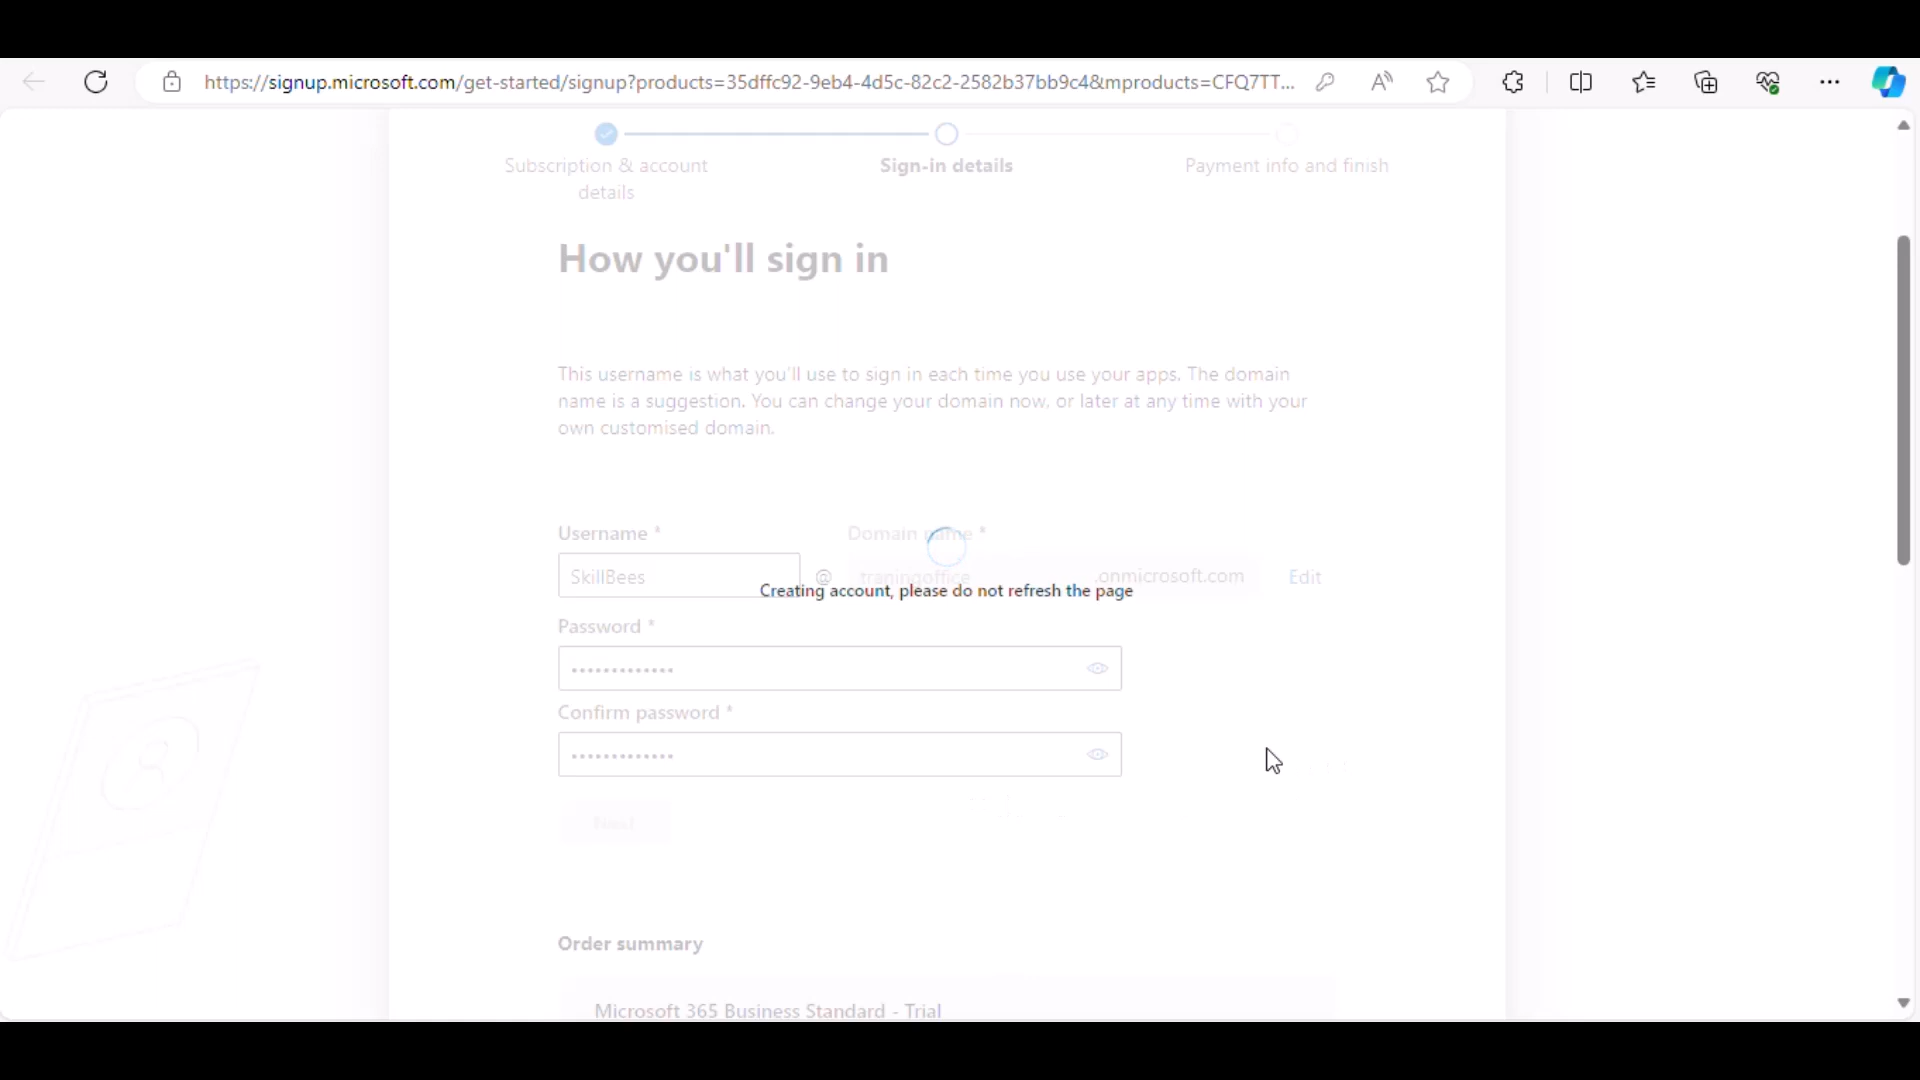 https://signup.microsoft.com/get-started/signup?products=35dffc92-9eb4-4d5c-82c2-2582b37bb9c4&mproducts=CFQ7TT...
Subscription & account
details
Sign-in details
Payment info and finish
How you'll sign in
This username is what you'll use to sign in each time you use your apps. The domain
name is a suggestion. You can change your domain now, or later at any time with your
own customised domain.
Username *
Domain name *
SkillBees
@
traningoffice
.onmicrosoft.com
Edit
Creating account, please do not refresh the page
Password *
•••••••••••••
Confirm password *
•••••••••••••
Next
Order summary
Microsoft 365 Business Standard - Trial